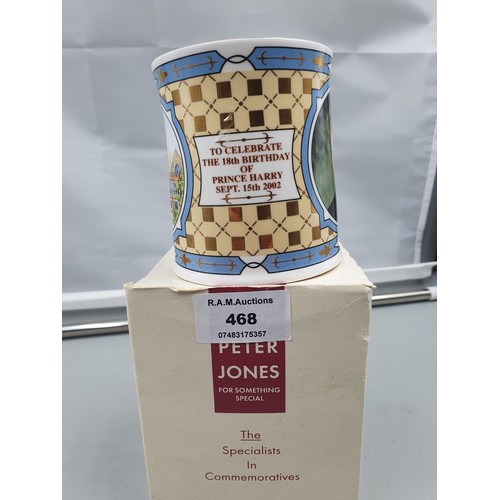 TO CELEBRATE
THE 18th BIRTHDAY
OF
PRINCE HARRY
SEPT. 15th 2002
R.A.M.Auctions
468
07483175357
PETER
JONES
FOR SOMETHING
SPECIAL
The
Specialists
In
Commemoratives